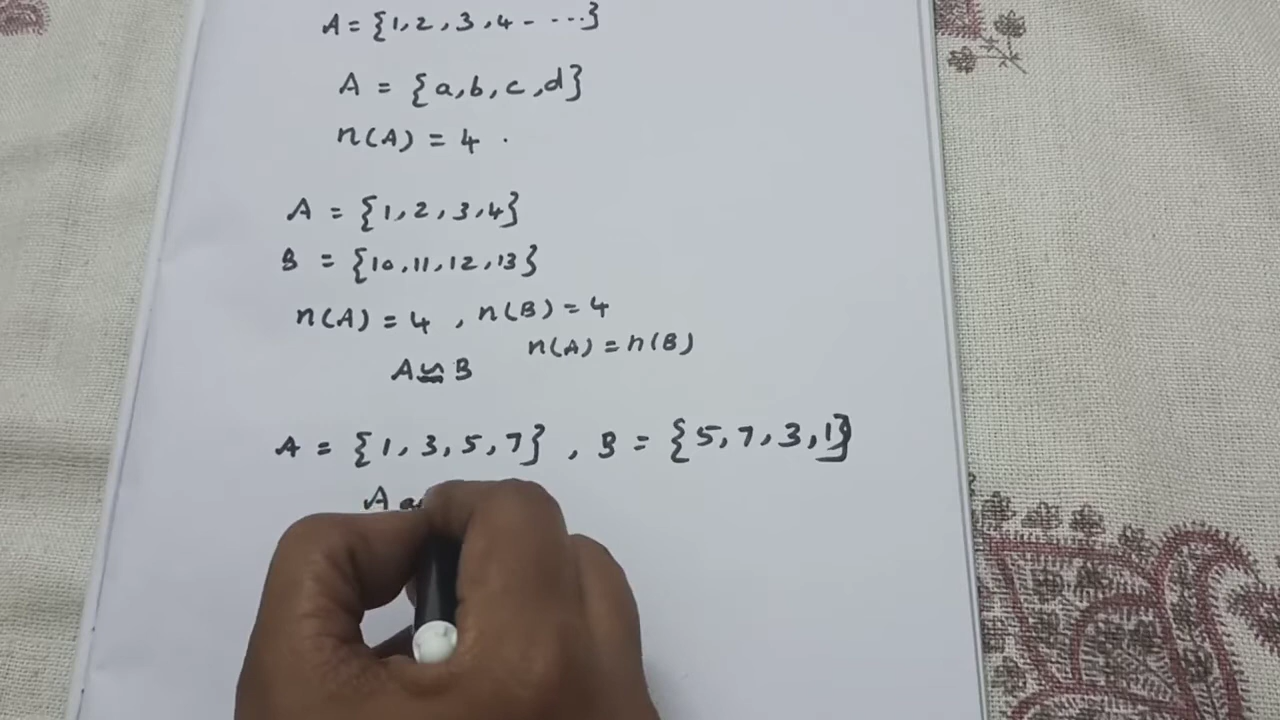 A = {1, 2, 3, 4 - ...}
A = {a, b, c, d}
n(A) = 4 .
A = {1, 2, 3, 4}
B = {10, 11, 12, 13}
n(A) = 4 , n(B) = 4
n(A) = n(B)
A ≌ B
A = {1, 3, 5, 7} , B = {5, 7, 3, 1}
A